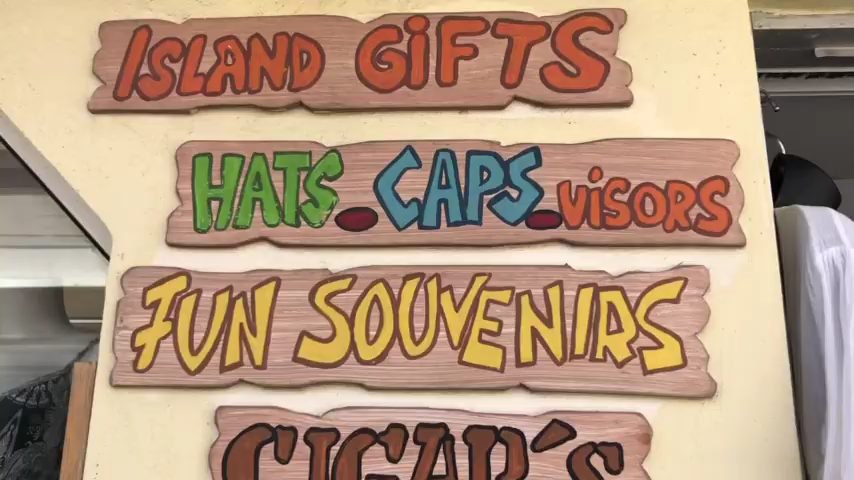 ISLAND GiFTS
HATS.CAPS.ViSORS
FUN SOUVENIRS
CIGAR´s